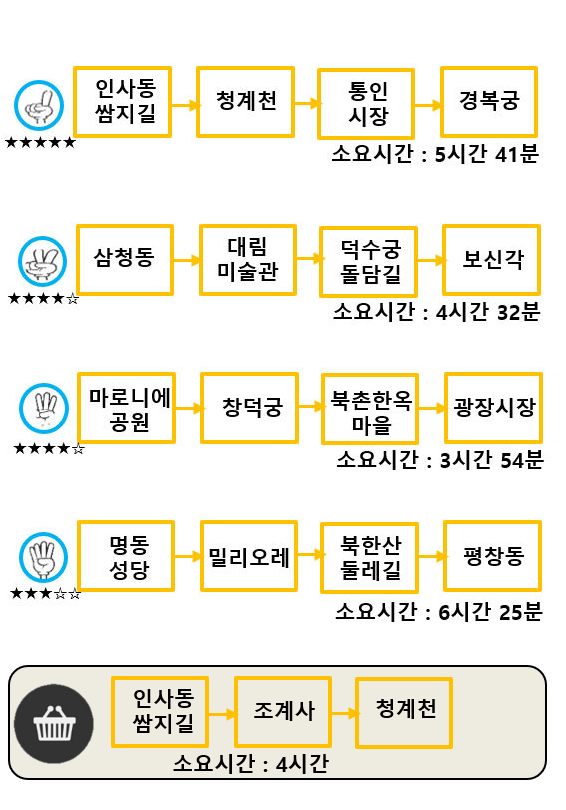 인사동
쌈지길
청계천
통인
시장
경복궁
★★★★★
소요시간 : 5시간 41분
삼청동
대림
미술관
덕수궁
돌담길
보신각
★★★★☆
소요시간 : 4시간 32분
마로니에
공원
창덕궁
북촌한옥
마을
광장시장
★★★★☆
소요시간 : 3시간 54분
명동
성당
밀리오레
북한산
둘레길
평창동
★★★☆☆
소요시간 : 6시간 25분
인사동
쌈지길
조계사
청계천
소요시간 : 4시간